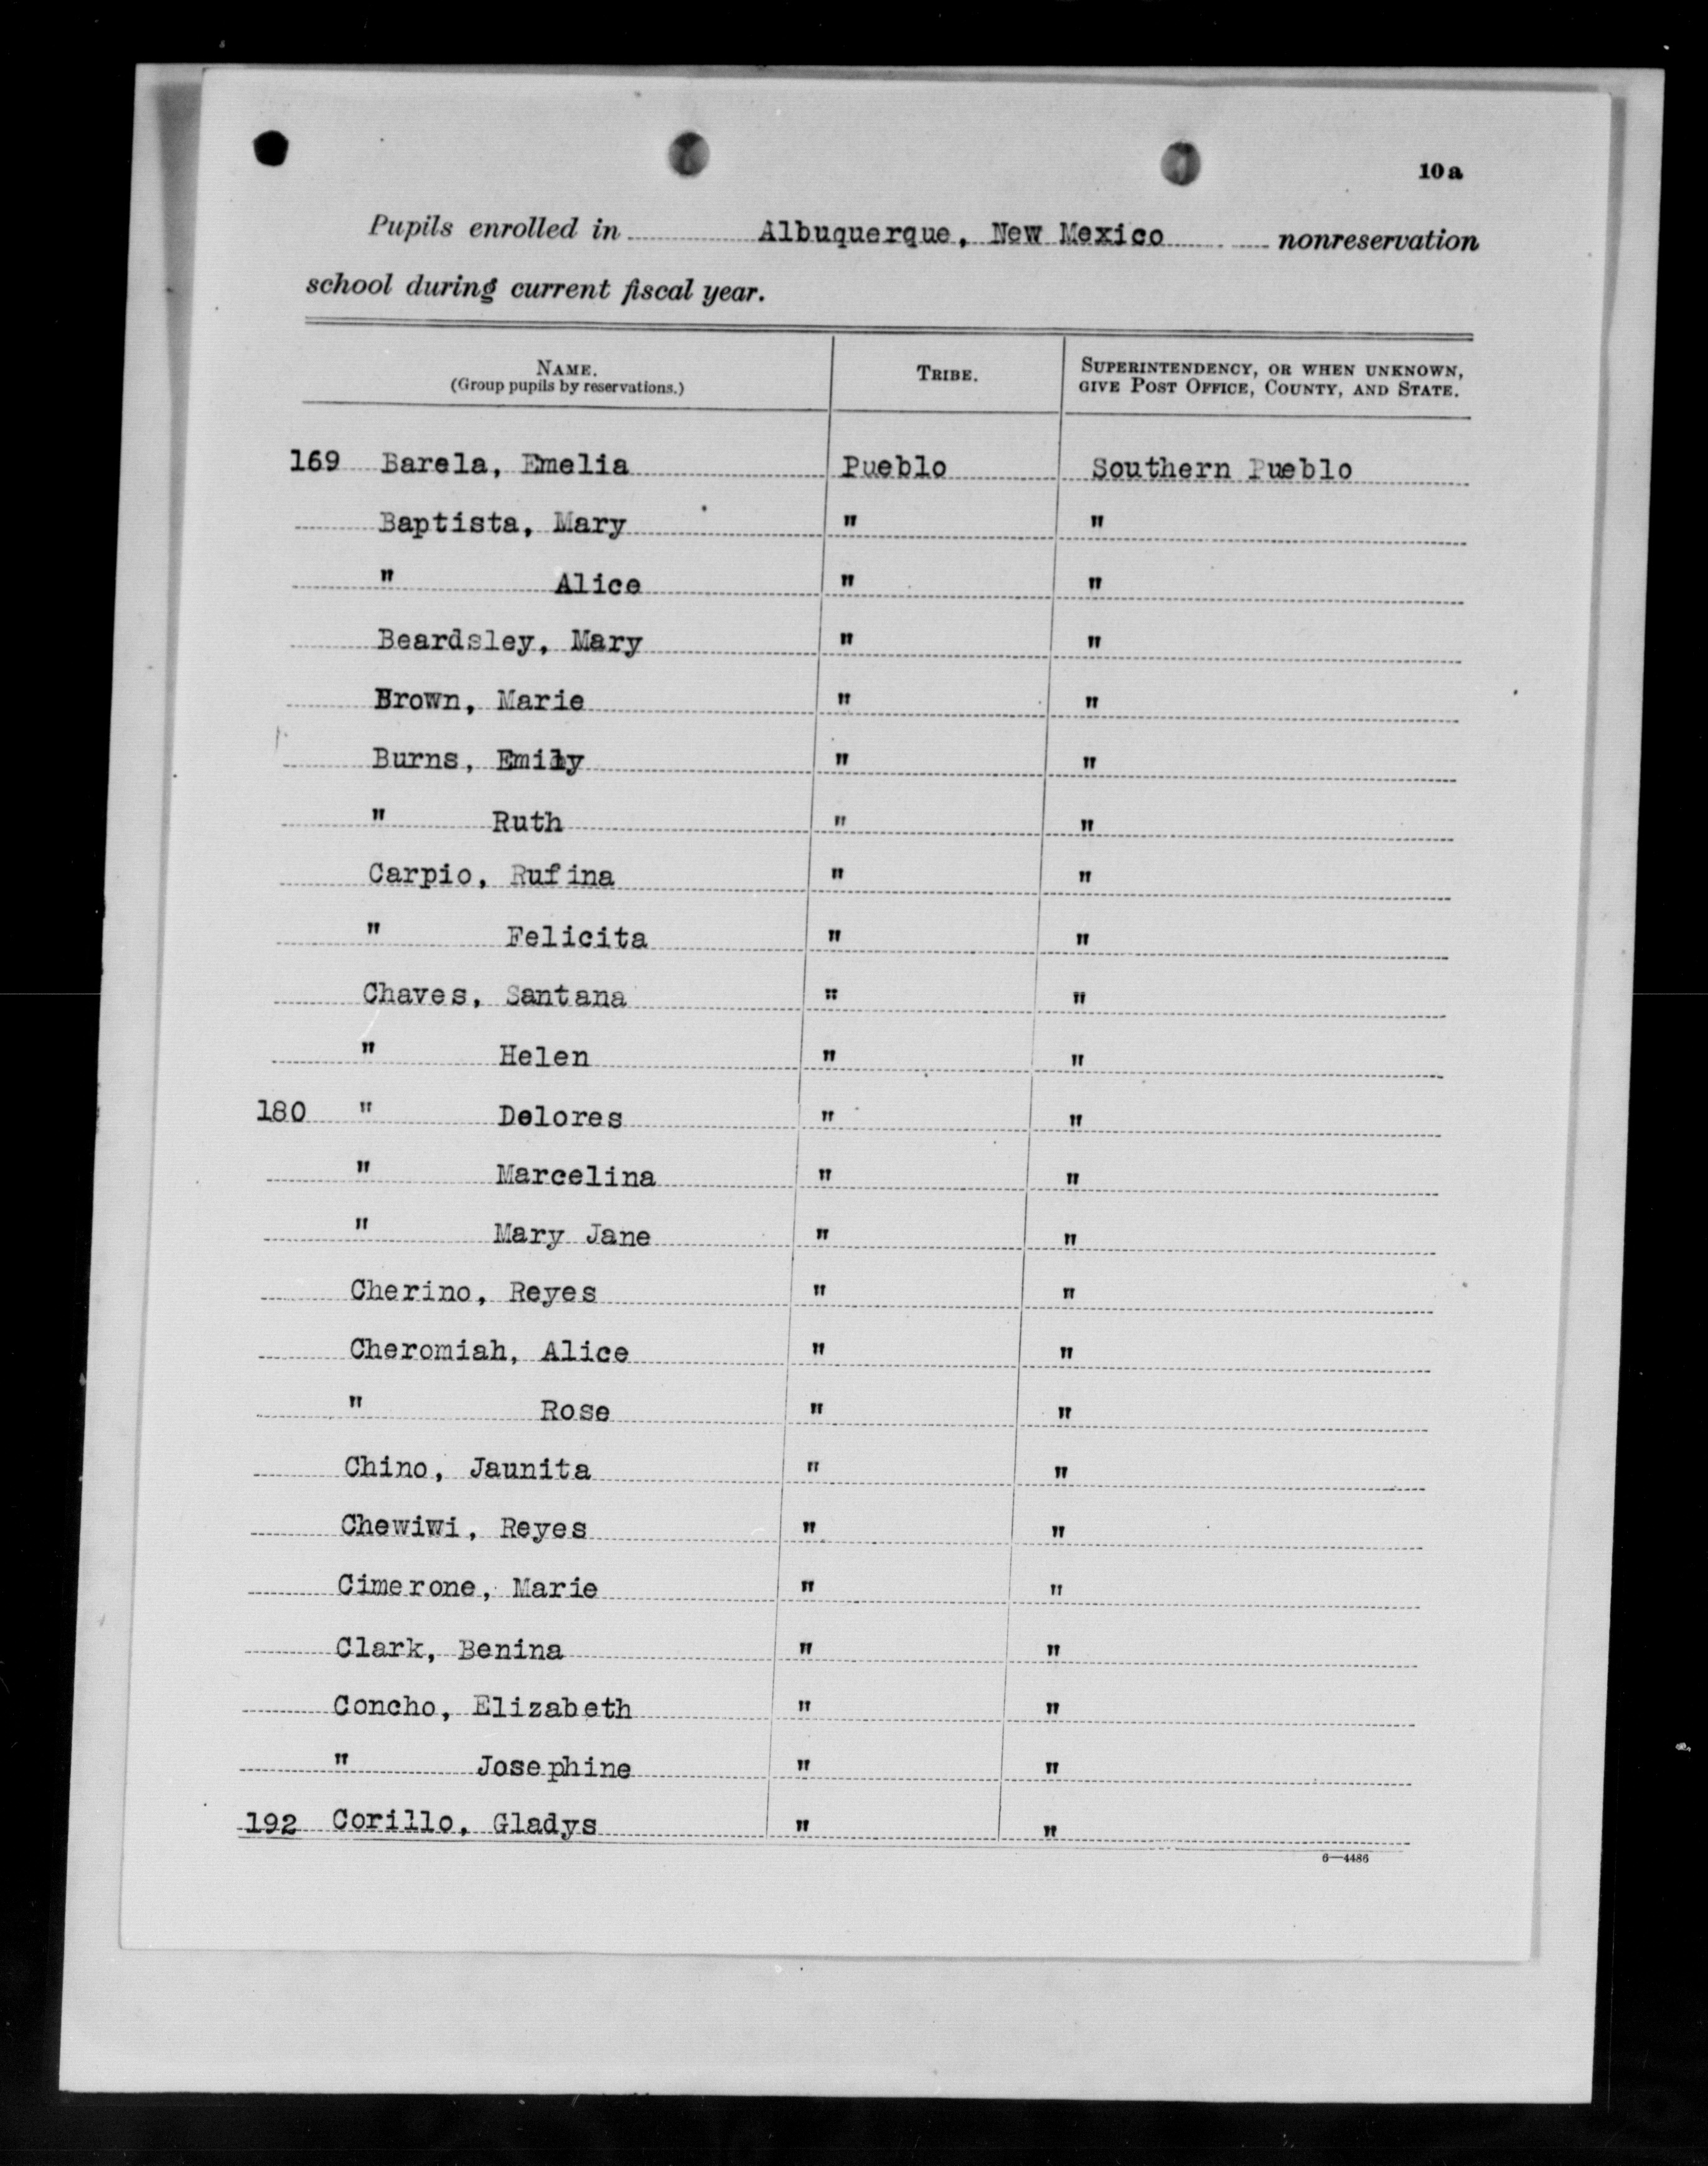 10a
Pupils enrolled in Albuquerque, New Mexico nonreservation
school during current fiscal year.
NAME. TRIBE. SUPERINTENDENCY, OR WHEN UNKNOWN,
(Group pupils by reservations.) GIVE POST OFFICE, COUNTY, AND STATE.
169 Barela, Emelia Pueblo Southern Pueblo
Baptista, Mary " "
" Alice " "
Beardsley, Mary " "
Brown, Marie " "
Burns, Emily " "
" Ruth " "
Carpio, Rufina " "
" Felicita " "
Chaves, Santana " "
" Helen " "
180 " Delores " "
" Marcelina " "
" Mary Jane " "
Cherino, Reyes " "
Cheromiah, Alice " "
" Rose " "
Chino, Jaunita " "
Chewiwi, Reyes " "
Cimerone, Marie " "
Clark, Benina " "
Concho, Elizabeth " "
" Josephine " "
192 Corillo, Gladys " "
6—4486